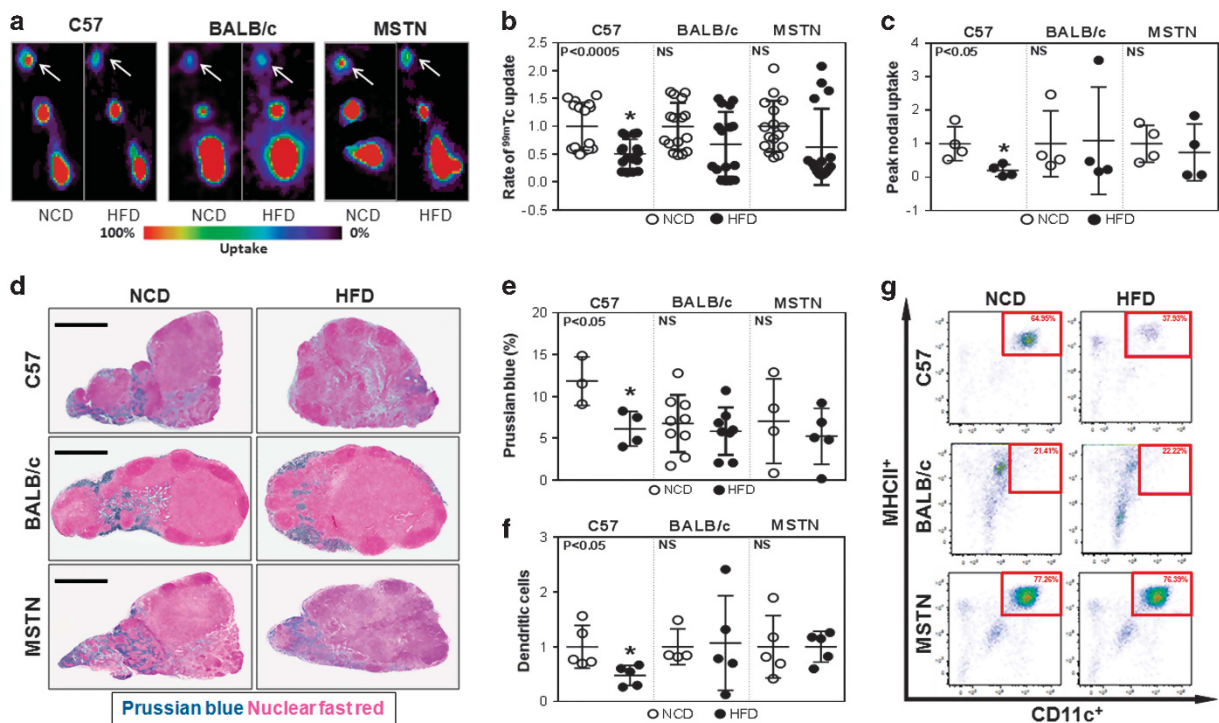 a
C57 BALB/c MSTN
NCD HFD NCD HFD NCD HFD
100% 0%
Uptake
b
C57 BALB/c MSTN
P<0.0005 NS NS
*
Rate of ⁹⁹ᵐTc update
2.5
2.0
1.5
1.0
0.5
0.0
-0.5
NCD HFD
c
C57 BALB/c MSTN
P<0.05 NS NS
*
Peak nodal uptake
4
3
2
1
0
-1
NCD HFD
d
NCD HFD
C57
BALB/c
MSTN
Prussian blue Nuclear fast red
e
C57 BALB/c MSTN
P<0.05 NS NS
*
Prussian blue (%)
20
15
10
5
0
NCD HFD
f
C57 BALB/c MSTN
P<0.05 NS NS
*
Dendritic cells
3
2
1
0
NCD HFD
g
NCD HFD
MHCII⁺
C57
64.95% 37.93%
BALB/c
21.41% 22.22%
MSTN
77.26% 76.39%
CD11c⁺